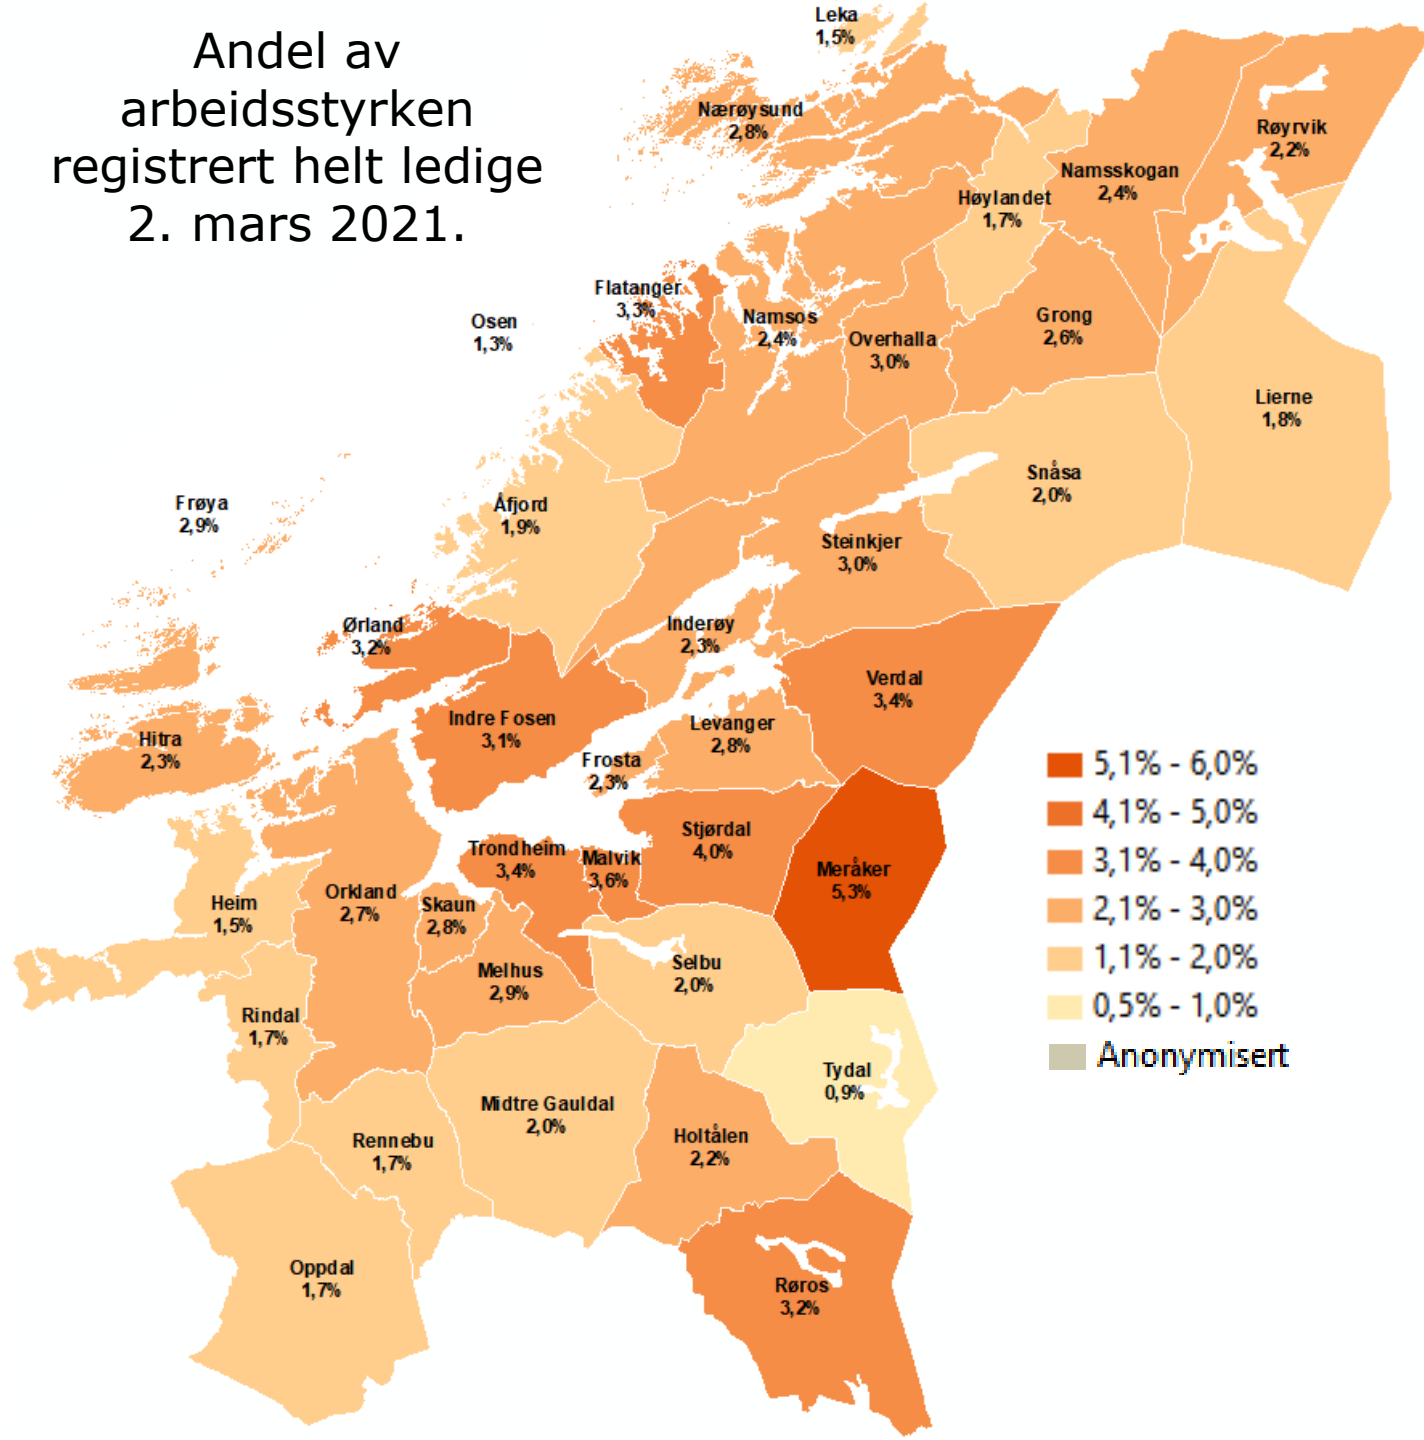 Andel av
arbeidsstyrken
registrert helt ledige
2. mars 2021.
Leka
1,5%
Nærøysund
2,8%
Røyrvik
2,2%
Namsskogan
2,4%
Høylandet
1,7%
Flatanger
3,3%
Osen
1,3%
Namsos
2,4%
Overhalla
3,0%
Grong
2,6%
Lierne
1,8%
Snåsa
2,0%
Frøya
2,9%
Åfjord
1,9%
Steinkjer
3,0%
Ørland
3,2%
Inderøy
2,3%
Verdal
3,4%
Indre Fosen
3,1%
Levanger
2,8%
Hitra
2,3%
Frosta
2,3%
Stjørdal
4,0%
Trondheim
3,4%
Malvik
3,6%
Meråker
5,3%
Orkland
2,7%
Heim
1,5%
Skaun
2,8%
Melhus
2,9%
Selbu
2,0%
Rindal
1,7%
Tydal
0,9%
Midtre Gauldal
2,0%
Rennebu
1,7%
Holtålen
2,2%
Oppdal
1,7%
Røros
3,2%
5,1% - 6,0%
4,1% - 5,0%
3,1% - 4,0%
2,1% - 3,0%
1,1% - 2,0%
0,5% - 1,0%
Anonymisert